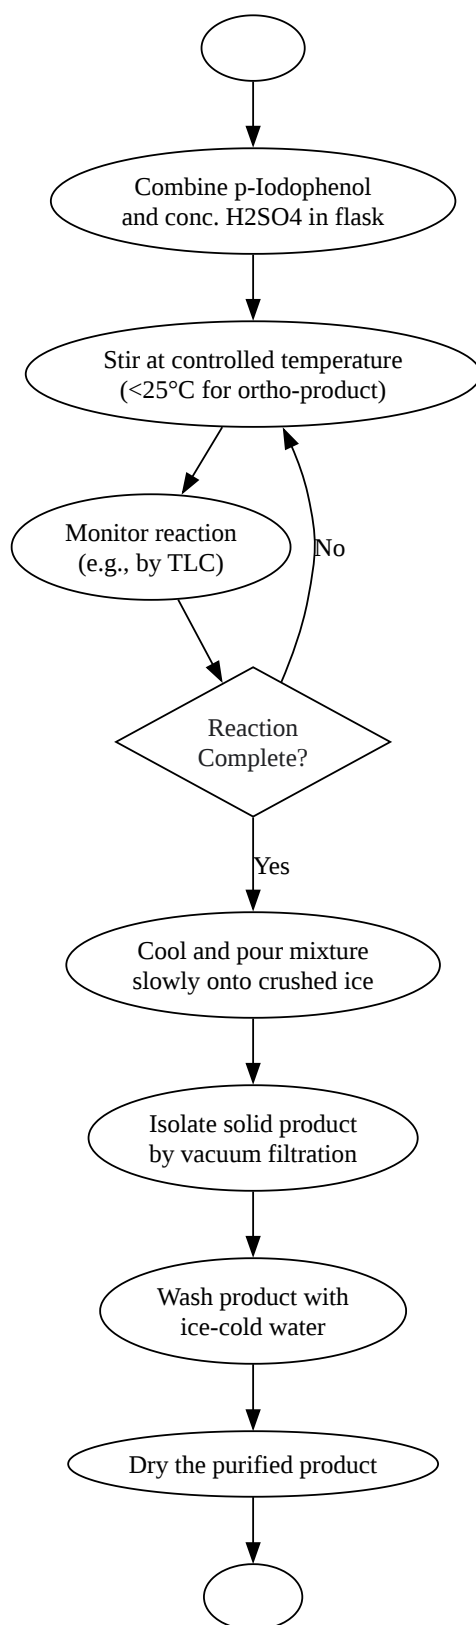 Combine p-Iodophenol
and conc. H2SO4 in flask
Stir at controlled temperature
(<25°C for ortho-product)
Monitor reaction
(e.g., by TLC)
No
Reaction
Complete?
Yes
Cool and pour mixture
slowly onto crushed ice
Isolate solid product
by vacuum filtration
Wash product with
ice-cold water
Dry the purified product